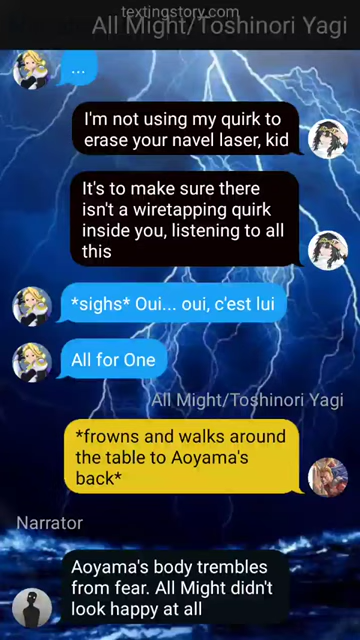 textingstory.com
All Might/Toshinori Yagi
...
I'm not using my quirk to
erase your navel laser, kid
It's to make sure there
isn't a wiretapping quirk
inside you, listening to all
this
*sighs* Oui... oui, c'est lui
All for One
All Might/Toshinori Yagi
*frowns and walks around
the table to Aoyama's
back*
Narrator
Aoyama's body trembles
from fear. All Might didn't
look happy at all